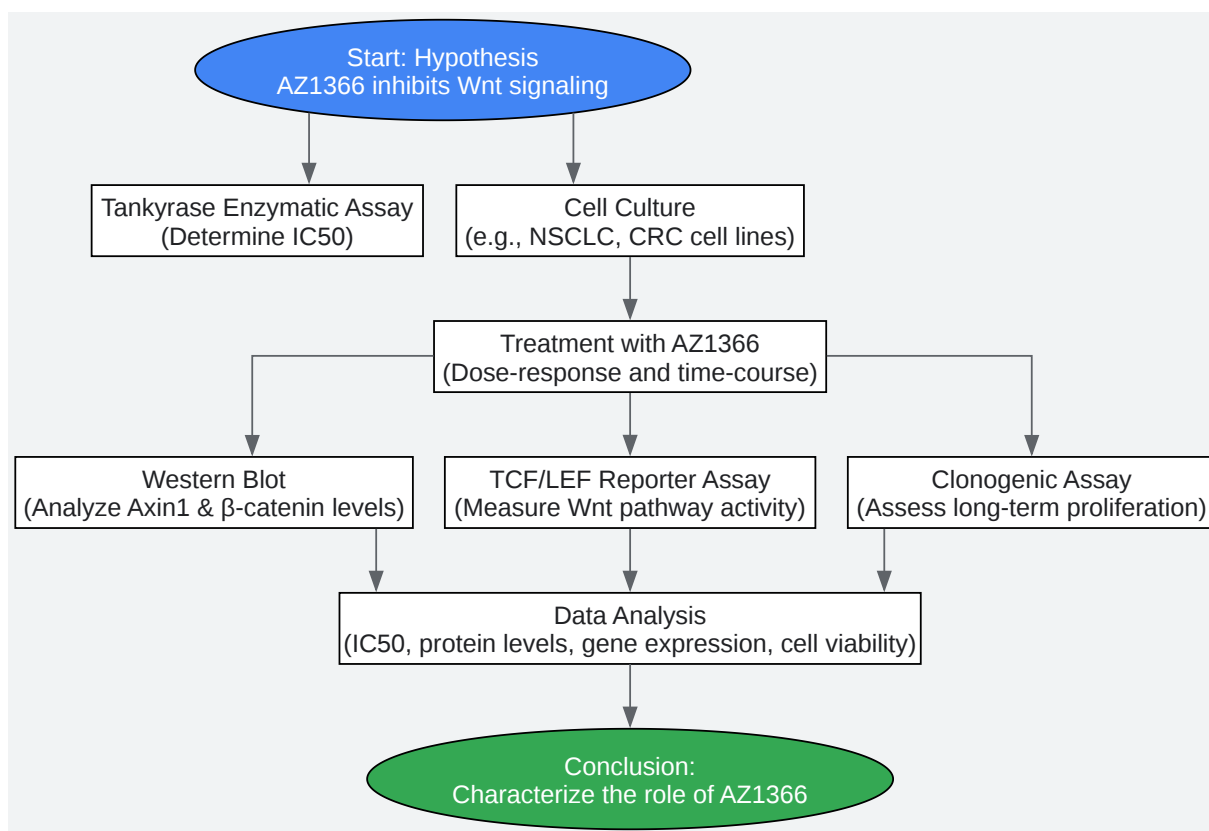 Start: Hypothesis
AZ1366 inhibits Wnt signaling
Tankyrase Enzymatic Assay
(Determine IC50)
Cell Culture
(e.g., NSCLC, CRC cell lines)
Treatment with AZ1366
(Dose-response and time-course)
Western Blot
(Analyze Axin1 & β-catenin levels)
TCF/LEF Reporter Assay
(Measure Wnt pathway activity)
Clonogenic Assay
(Assess long-term proliferation)
Data Analysis
(IC50, protein levels, gene expression, cell viability)
Conclusion:
Characterize the role of AZ1366